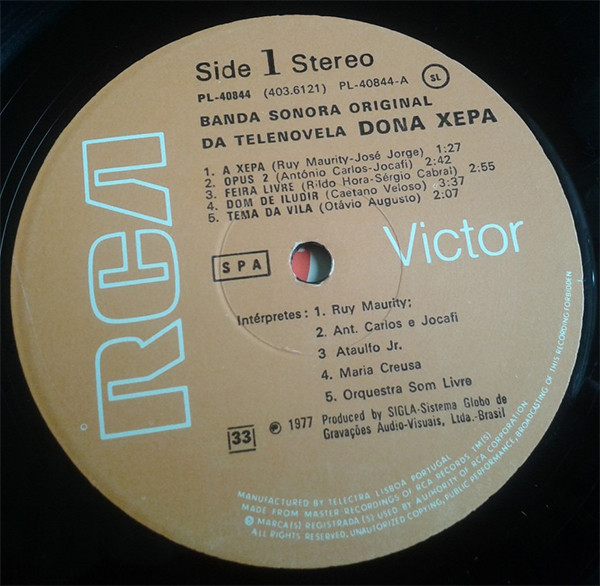 Side 1 Stereo
PL-40844 (403.6121) PL-40844-A SL
BANDA SONORA ORIGINAL
DA TELENOVELA DONA XEPA
1. A XEPA (Ruy Maurity-José Jorge) 1:27
2. OPUS 2 (António Carlos-Jocafi) 2:42
3. FEIRA LIVRE (Rildo Hora-Sérgio Cabral) 2:55
4. DOM DE ILUDIR (Caetano Veloso) 3:37
5. TEMA DA VILA (Otávio Augusto) 2:07
RCA
Victor
SPA
Intérpretes: 1. Ruy Maurity;
2. Ant. Carlos e Jocafi
3 Ataulfo Jr.
4. Maria Creusa
5. Orquestra Som Livre
33
℗ 1977 Produced by SIGLA-Sistema Globo de
Gravações Audio-Visuais, Ltda.-Brasil
MANUFACTURED BY TELECTRA LISBOA PORTUGAL
MADE FROM MASTER RECORDINGS OF RCA RECORDS TM(S)
MARCA(S) REGISTRADA(S) USED BY AUTHORITY OF RCA CORPORATION
ALL RIGHTS RESERVED, UNAUTHORIZED COPYING, PUBLIC PERFORMANCE, BROADCASTING OF THIS RECORDING FORBIDDEN